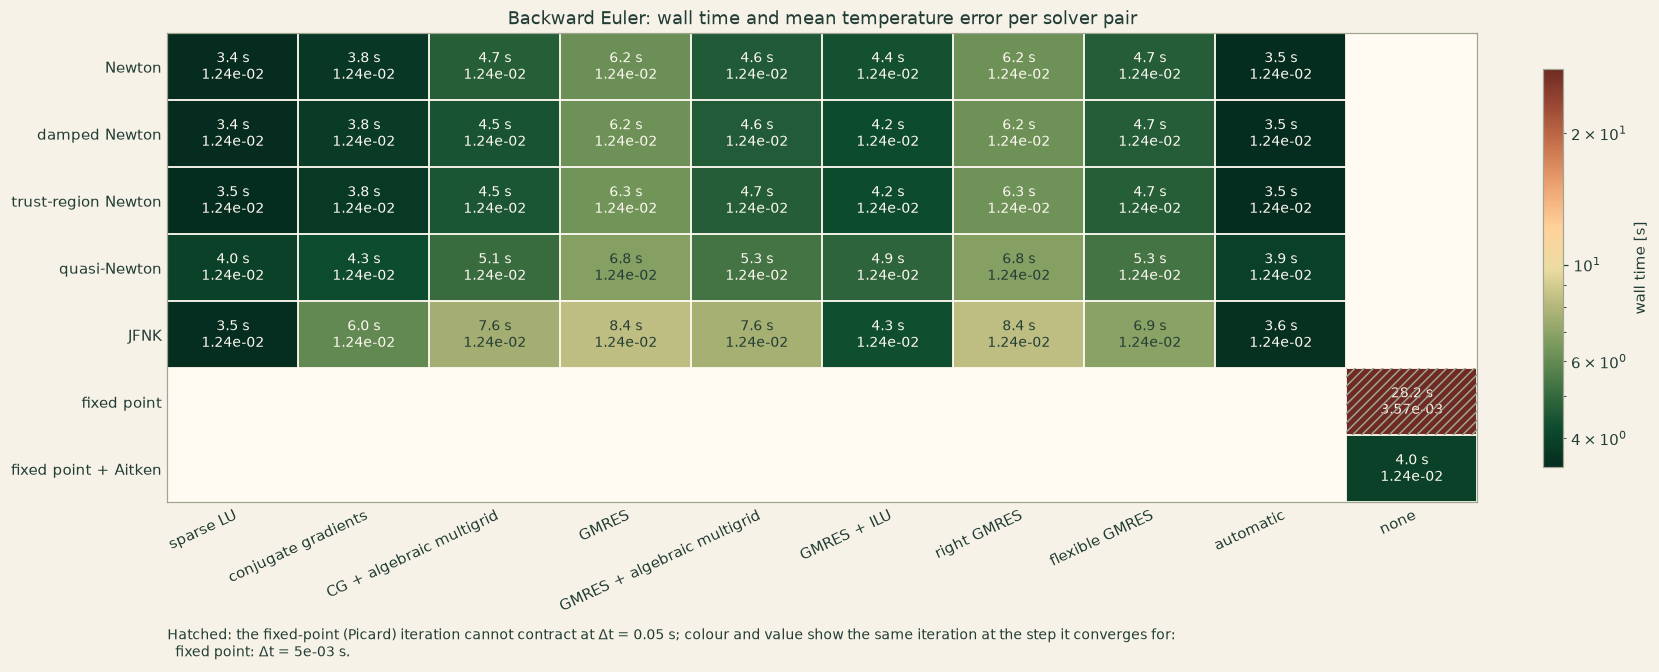 Backward Euler: wall time and mean temperature error per solver pair
Newton
3.4 s 3.8 s 4.7 s 6.2 s 4.6 s 4.4 s 6.2 s 4.7 s 3.5 s
1.24e-02 1.24e-02 1.24e-02 1.24e-02 1.24e-02 1.24e-02 1.24e-02 1.24e-02 1.24e-02
damped Newton
3.4 s 3.8 s 4.5 s 6.2 s 4.6 s 4.2 s 6.2 s 4.7 s 3.5 s
1.24e-02 1.24e-02 1.24e-02 1.24e-02 1.24e-02 1.24e-02 1.24e-02 1.24e-02 1.24e-02
trust-region Newton
3.5 s 3.8 s 4.5 s 6.3 s 4.7 s 4.2 s 6.3 s 4.7 s 3.5 s
1.24e-02 1.24e-02 1.24e-02 1.24e-02 1.24e-02 1.24e-02 1.24e-02 1.24e-02 1.24e-02
quasi-Newton
4.0 s 4.3 s 5.1 s 6.8 s 5.3 s 4.9 s 6.8 s 5.3 s 3.9 s
1.24e-02 1.24e-02 1.24e-02 1.24e-02 1.24e-02 1.24e-02 1.24e-02 1.24e-02 1.24e-02
JFNK
3.5 s 6.0 s 7.6 s 8.4 s 7.6 s 4.3 s 8.4 s 6.9 s 3.6 s
1.24e-02 1.24e-02 1.24e-02 1.24e-02 1.24e-02 1.24e-02 1.24e-02 1.24e-02 1.24e-02
fixed point
28.2 s
3.57e-03
fixed point + Aitken
4.0 s
1.24e-02
sparse LU
conjugate gradients
CG + algebraic multigrid
GMRES
GMRES + algebraic multigrid
GMRES + ILU
right GMRES
flexible GMRES
automatic
none
2 × 10¹
10¹
6 × 10⁰
4 × 10⁰
wall time [s]
Hatched: the fixed-point (Picard) iteration cannot contract at Δt = 0.05 s; colour and value show the same iteration at the step it converges for:
fixed point: Δt = 5e-03 s.